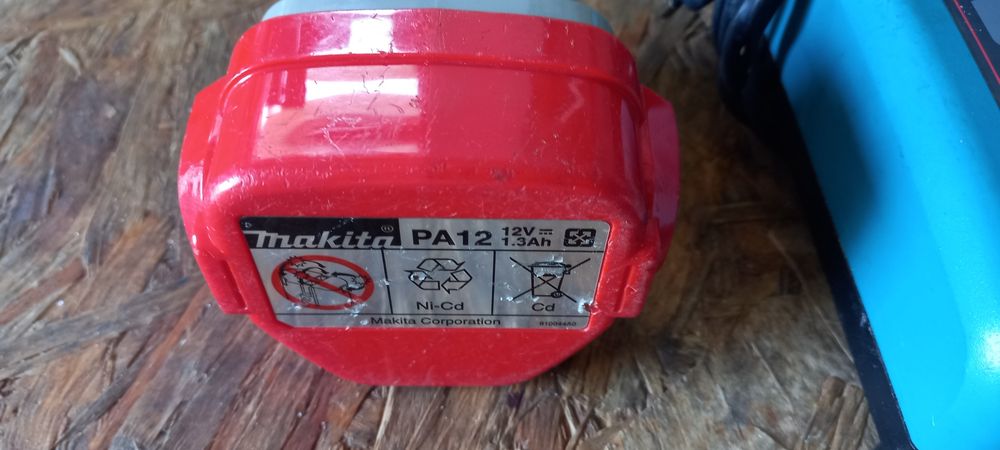 makita® PA12 12V 1.3Ah
Ni-Cd
Cd
Makita Corporation